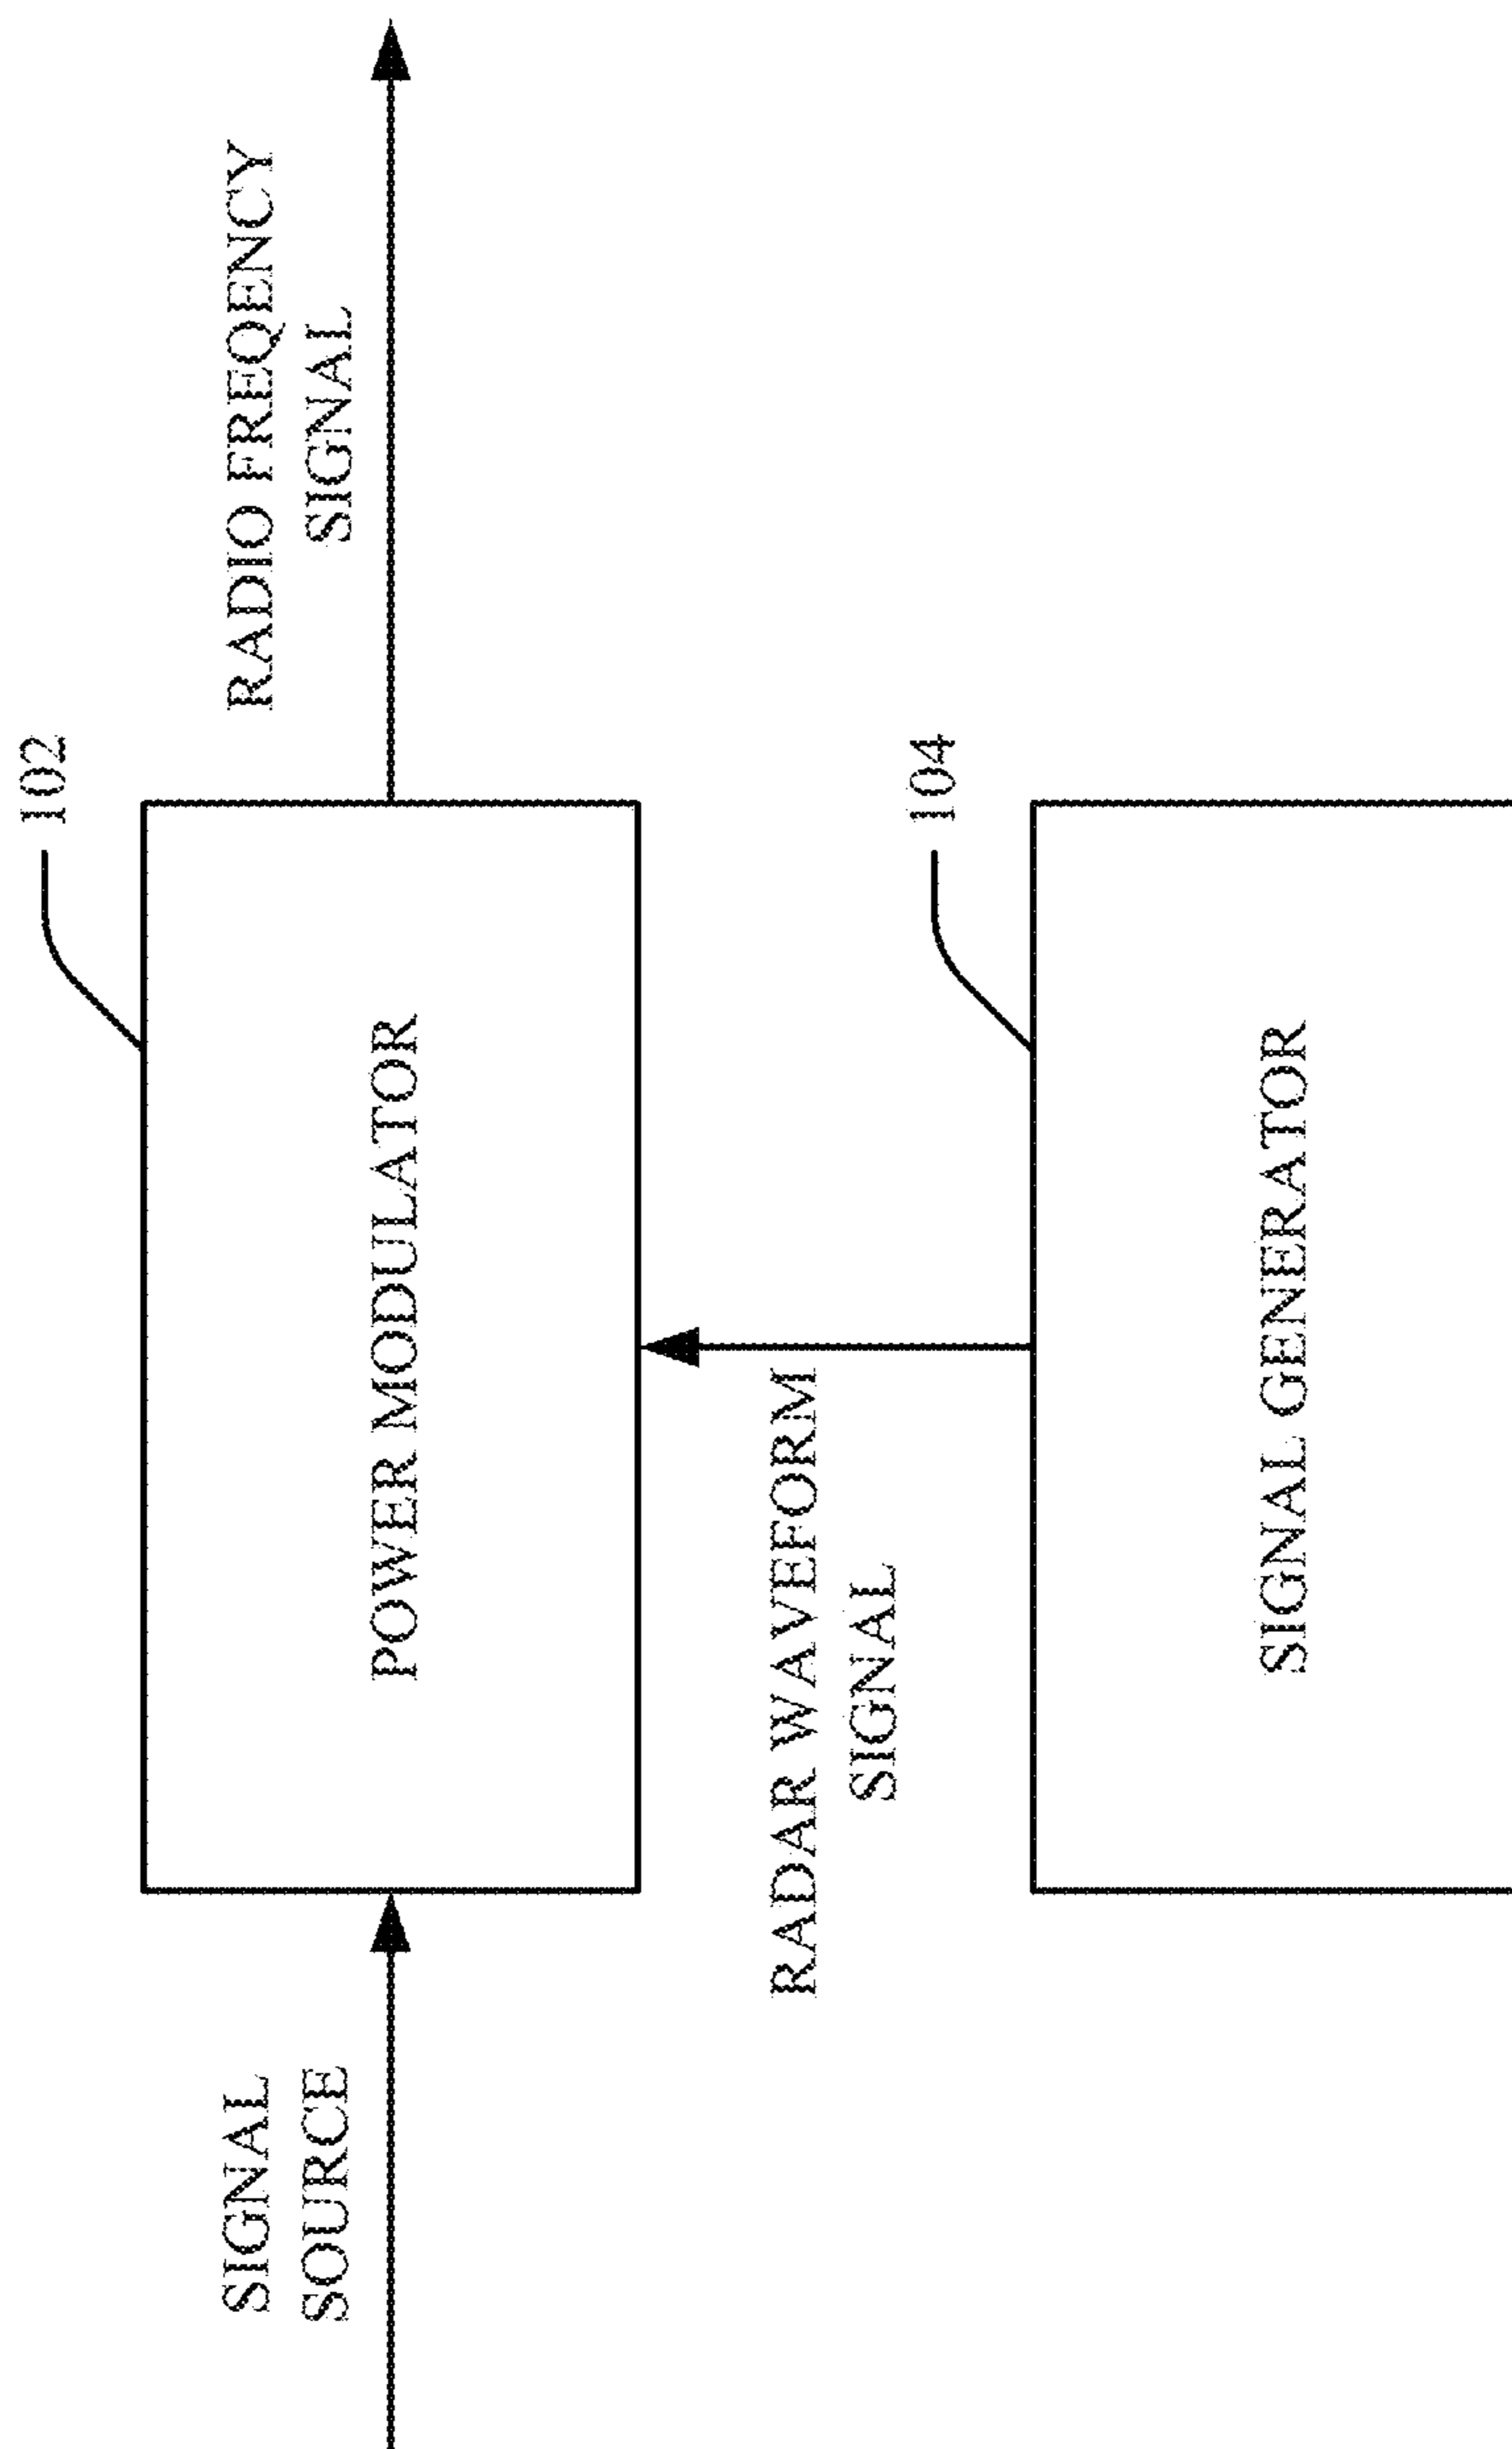 102
RADIO FREQENCY
SIGNAL
SIGNAL
SOURCE
POWER MODULATOR
RADAR WAVEFORM
SIGNAL
104
SIGNAL GENERATOR